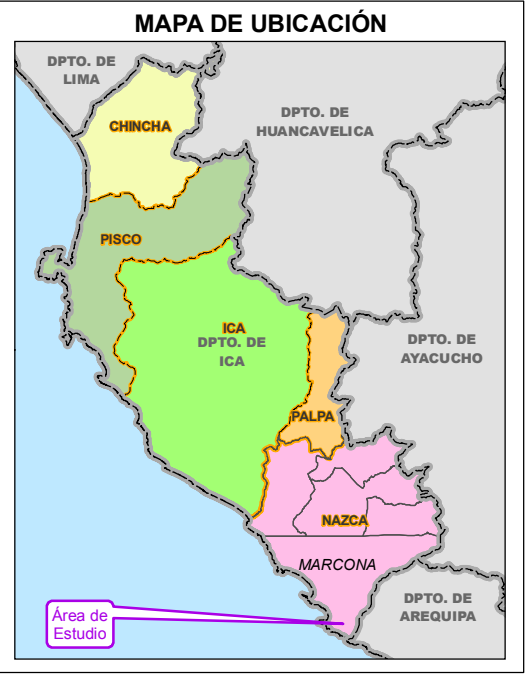 MAPA DE UBICACIÓN
DPTO. DE
LIMA
CHINCHA
DPTO. DE
HUANCAVELICA
PISCO
ICA
DPTO. DE
ICA
DPTO. DE
AYACUCHO
PALPA
NAZCA
MARCONA
DPTO. DE
AREQUIPA
Área de
Estudio